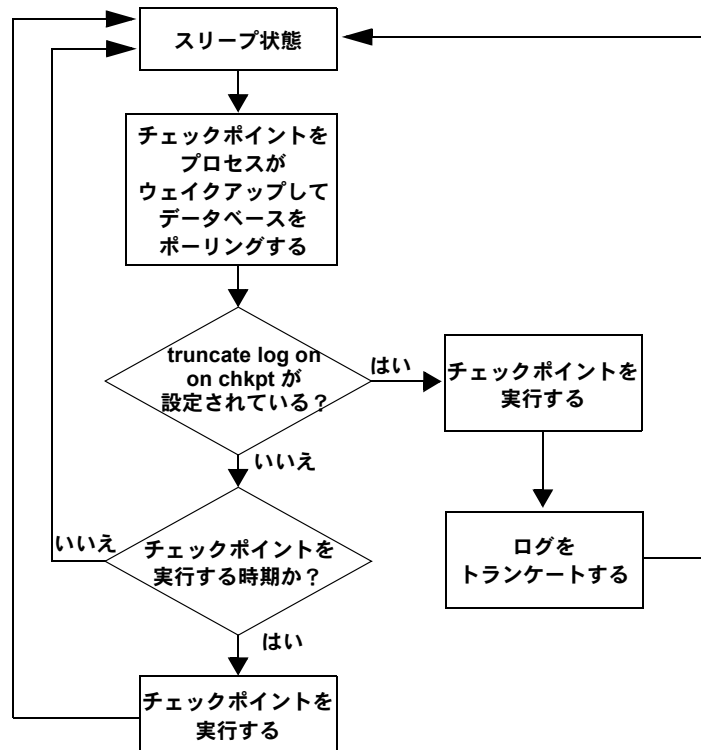 スリープ状態
チェックポイントを
プロセスが
ウェイクアップして
データベースを
ポーリングする
truncate log on
on chkpt が
設定されている？
はい
チェックポイントを
実行する
いいえ
ログを
トランケートする
いいえ
チェックポイントを
実行する時期か？
はい
チェックポイントを
実行する